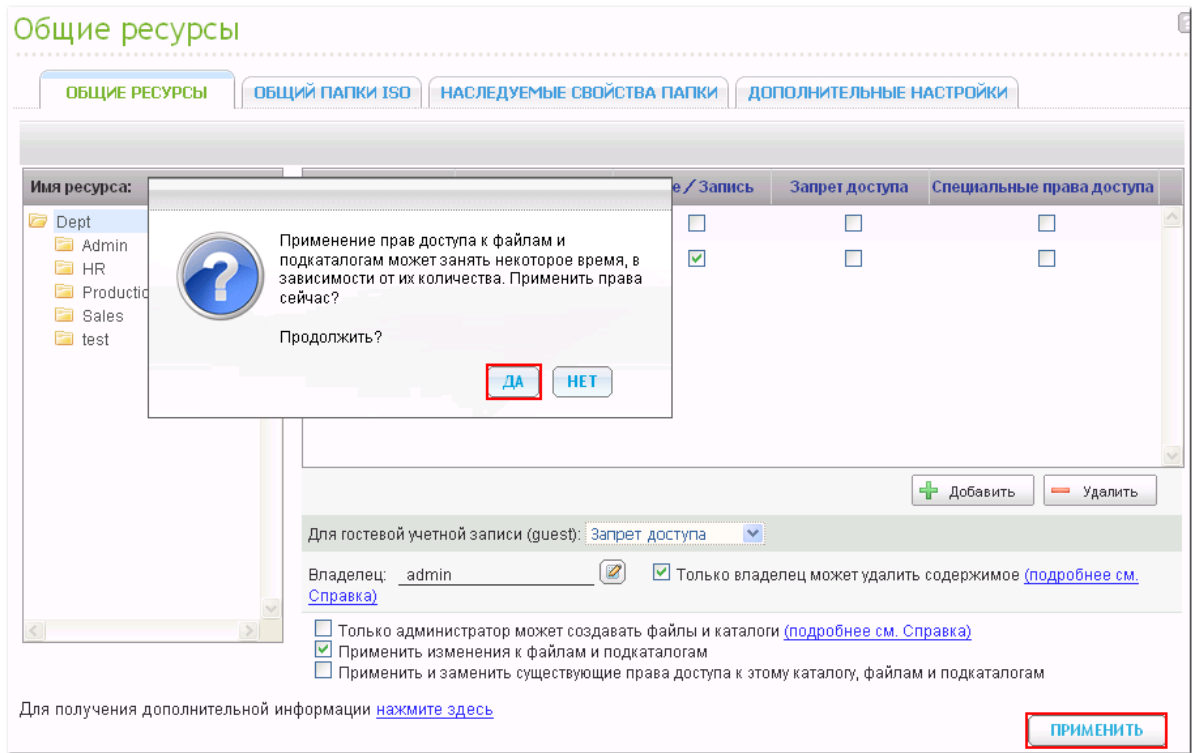 Общие ресурсы
ОБЩИЕ РЕСУРСЫ
ОБЩИЙ ПАПКИ ISO
НАСЛЕДУЕМЫЕ СВОЙСТВА ПАПКИ
ДОПОЛНИТЕЛЬНЫЕ НАСТРОЙКИ
Имя ресурса:
е / Запись
Запрет доступа
Специальные права доступа
Dept
Admin
HR
Productio
Sales
test
Применение прав доступа к файлам и
подкаталогам может занять некоторое время, в
зависимости от их количества. Применить права
сейчас?
Продолжить?
ДА
НЕТ
Добавить
Удалить
Для гостевой учетной записи (guest): Запрет доступа
Владелец: admin
Только владелец может удалить содержимое (подробнее см.
Справка)
Только администратор может создавать файлы и каталоги (подробнее см. Справка)
Применить изменения к файлам и подкаталогам
Применить и заменить существующие права доступа к этому каталогу, файлам и подкаталогам
Для получения дополнительной информации нажмите здесь
ПРИМЕНИТЬ